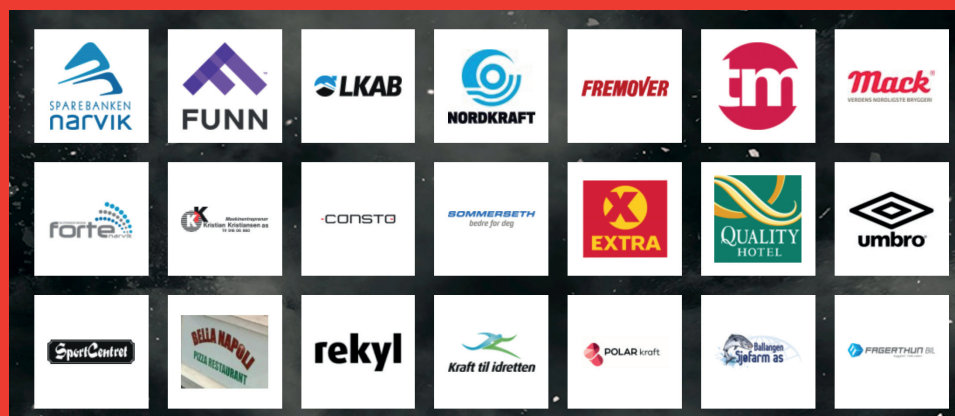 SPAREBANKEN
narvik
FUNN
LKAB
NORDKRAFT
FREMOVER
tm
Mack
VERDENS NORDLIGSTE BRYGGERI
forte
narvik
KK
Maskinentreprenør
Kristian Kristiansen as
CONSTO
SOMMERSETH
bedre for deg
X
EXTRA
QUALITY
HOTEL
umbro
SportCentret
BELLA NAPOLI
PIZZA RESTAURANT
rekyl
Kraft til idretten
POLAR kraft
Ballangen
Sjøfarm as
FAGERTHUN BIL